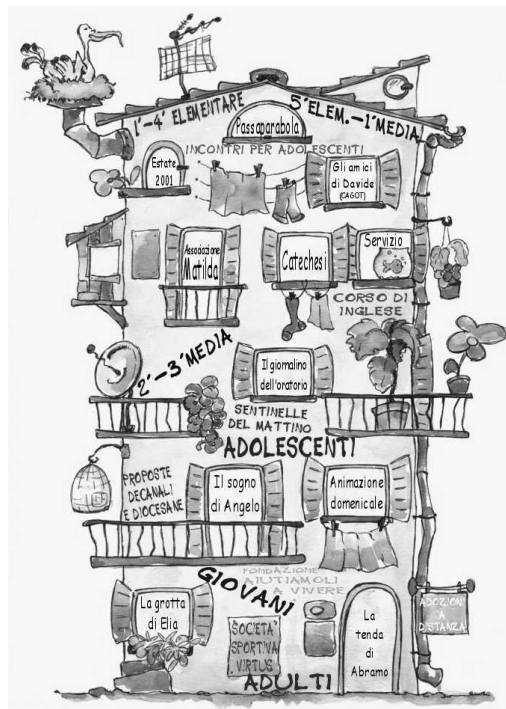 1ª-4ª ELEMENTARE
5ª ELEM.-1ª MEDIA
Passaparabola
INCONTRI PER ADOLESCENTI
Estate
2001
Gli amici
di Davide
(CAGOT)
Associazione
Matilda
Catechesi
Servizio
CORSO DI
INGLESE
2ª-3ª MEDIA
Il giornalino
dell'oratorio
SENTINELLE
DEL MATTINO
ADOLESCENTI
PROPOSTE
DECANALI
E DIOCESANE
Il sogno
di Angelo
Animazione
domenicale
FONDAZIONE
AIUTIAMOLI
A VIVERE
GIOVANI
La grotta
di Elia
SOCIETA'
SPORTIVA
VIRTUS
La
tenda
di
Abramo
ADOZIONI
A
DISTANZA
ADULTI